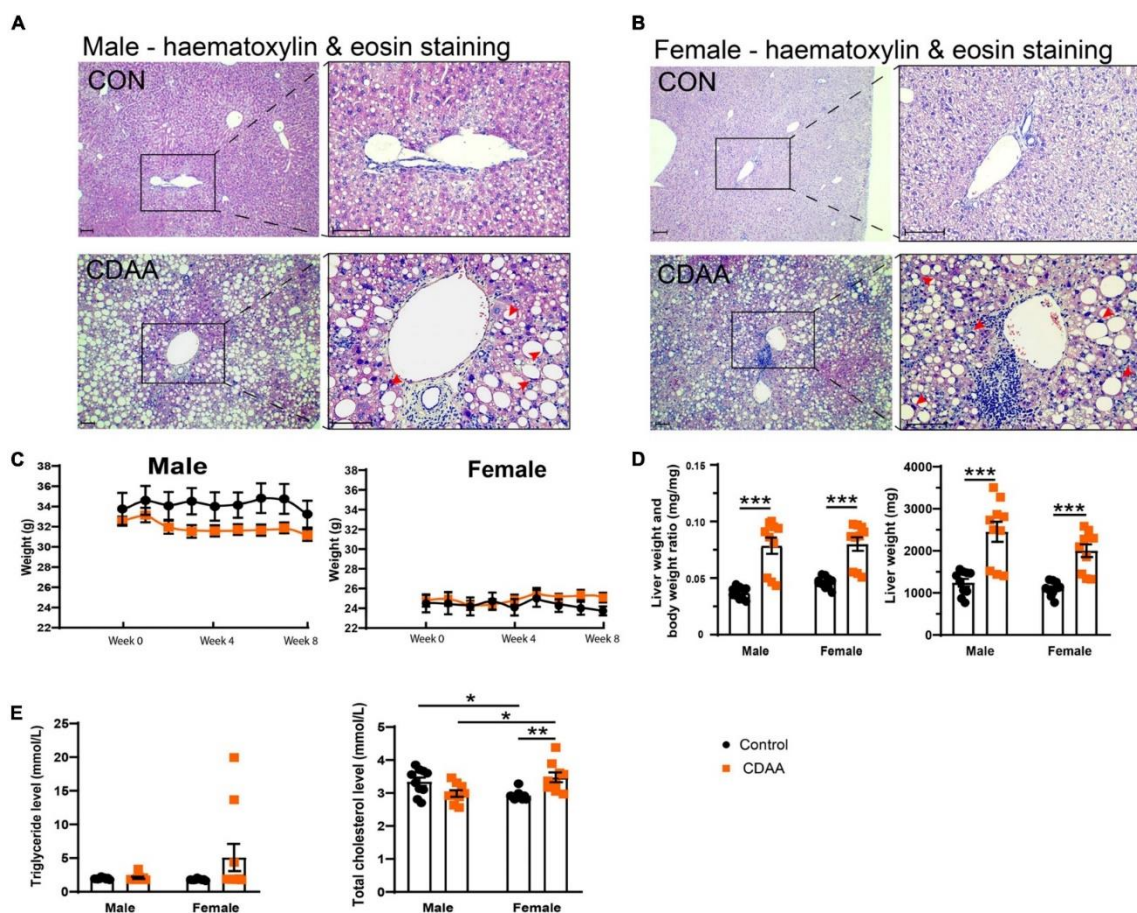 A
Male - haematoxylin & eosin staining
CON
CDAA
B
Female - haematoxylin & eosin staining
CON
CDAA
C
Male
Weight (g)
38
36
34
32
30
28
26
24
22
Week 0
Week 4
Week 8
Female
Weight (g)
38
36
34
32
30
28
26
24
22
Week 0
Week 4
Week 8
D
Liver weight and
body weight ratio (mg/mg)
0.15
0.10
0.05
0
***
***
Male
Female
Liver weight (mg)
4000
3000
2000
1000
0
***
***
Male
Female
E
Triglyceride level (mmol/L)
25
20
15
10
5
0
Male
Female
Total cholesterol level (mmol/L)
5
4
3
2
1
0
*
*
**
Male
Female
Control
CDAA